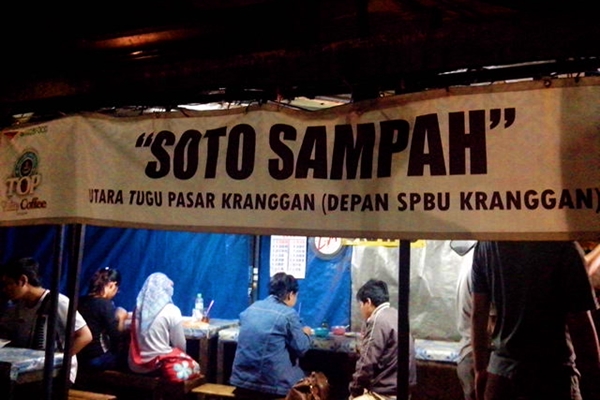 "SOTO SAMPAH"
UTARA TUGU PASAR KRANGGAN (DEPAN SPBU KRANGGAN)
TOP
Coffee